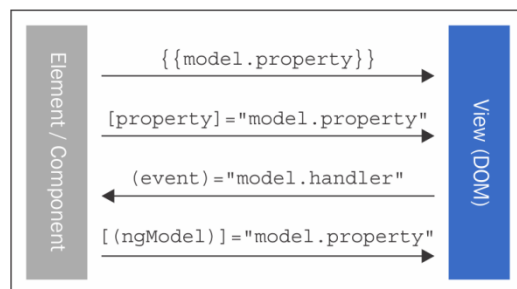 Element / Component
{{model.property}}
[property]="model.property"
(event)="model.handler"
[(ngModel)]="model.property"
View (DOM)